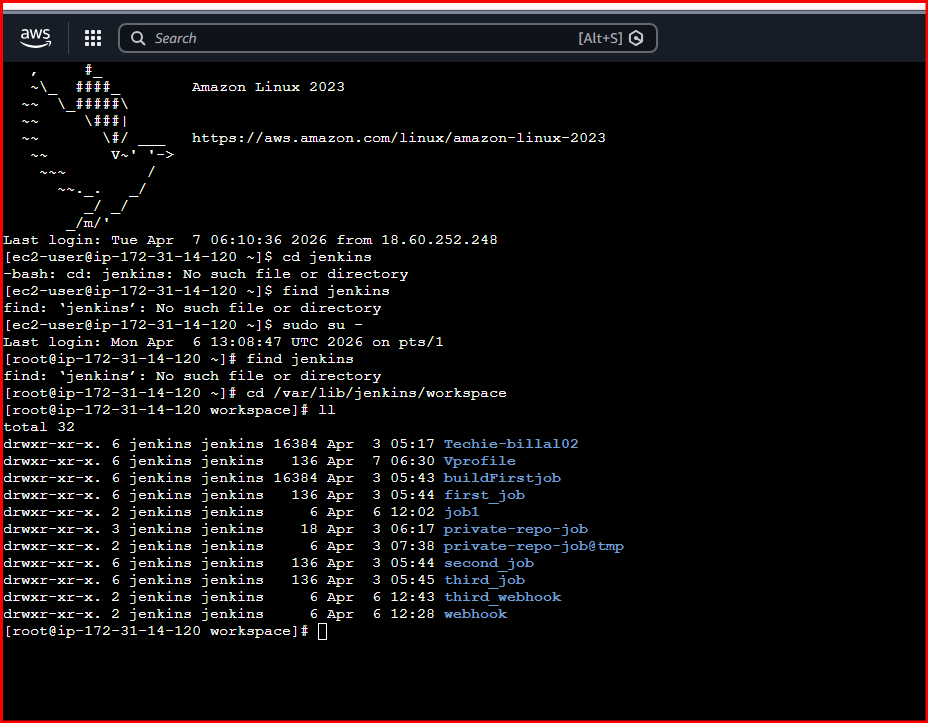 aws
Search [Alt+S]
   ,     #_
   ~\_  ####_        Amazon Linux 2023
  ~~  \_#####\
  ~~     \###|
  ~~       \#/ ___   https://aws.amazon.com/linux/amazon-linux-2023
   ~~       V~' '->
    ~~~         /
      ~~._.   _/
         _/ _/
       _/m/'
Last login: Tue Apr  7 06:10:36 2026 from 18.60.252.248
[ec2-user@ip-172-31-14-120 ~]$ cd jenkins
-bash: cd: jenkins: No such file or directory
[ec2-user@ip-172-31-14-120 ~]$ find jenkins
find: ‘jenkins’: No such file or directory
[ec2-user@ip-172-31-14-120 ~]$ sudo su -
Last login: Mon Apr  6 13:08:47 UTC 2026 on pts/1
[root@ip-172-31-14-120 ~]# find jenkins
find: ‘jenkins’: No such file or directory
[root@ip-172-31-14-120 ~]# cd /var/lib/jenkins/workspace
[root@ip-172-31-14-120 workspace]# ll
total 32
drwxr-xr-x. 6 jenkins jenkins 16384 Apr  3 05:17 Techie-billal02
drwxr-xr-x. 6 jenkins jenkins   136 Apr  7 06:30 Vprofile
drwxr-xr-x. 6 jenkins jenkins 16384 Apr  3 05:43 buildFirstjob
drwxr-xr-x. 6 jenkins jenkins   136 Apr  3 05:44 first_job
drwxr-xr-x. 2 jenkins jenkins     6 Apr  6 12:02 job1
drwxr-xr-x. 3 jenkins jenkins    18 Apr  3 06:17 private-repo-job
drwxr-xr-x. 2 jenkins jenkins     6 Apr  3 07:38 private-repo-job@tmp
drwxr-xr-x. 6 jenkins jenkins   136 Apr  3 05:44 second_job
drwxr-xr-x. 6 jenkins jenkins   136 Apr  3 05:45 third_job
drwxr-xr-x. 2 jenkins jenkins     6 Apr  6 12:43 third_webhook
drwxr-xr-x. 2 jenkins jenkins     6 Apr  6 12:28 webhook
[root@ip-172-31-14-120 workspace]#